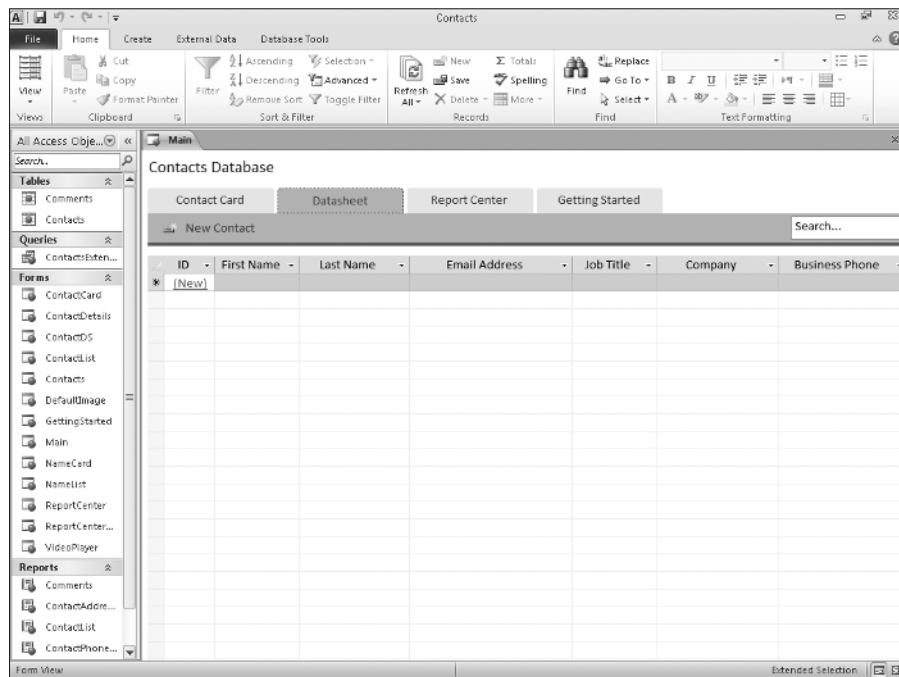 Contacts
File Home Create External Data Database Tools
View Paste Cut Copy Format Painter
Filter Ascending Descending Remove Sort Selection Advanced Toggle Filter
Refresh All New Save Delete Totals Spelling More
Find Replace Go To Select
B I U
A
Views Clipboard Sort & Filter Records Find Text Formatting
All Access Obje...
Search..
Tables
Comments
Contacts
Queries
ContactsExten...
Forms
ContactCard
ContactDetails
ContactDS
ContactList
Contacts
DefaultImage
GettingStarted
Main
NameCard
NameList
ReportCenter
ReportCenter...
VideoPlayer
Reports
Comments
ContactAddre...
ContactList
ContactPhone...
Main
Contacts Database
Contact Card Datasheet Report Center Getting Started
New Contact Search...
ID First Name Last Name Email Address Job Title Company Business Phone
(New)
Form View Extended Selection